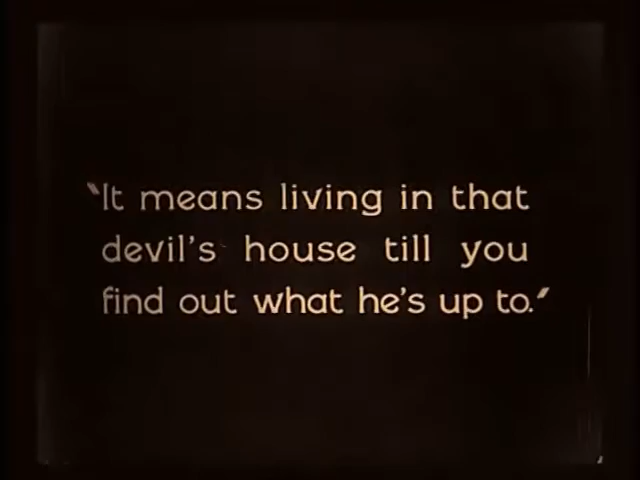 "It means living in that
devil's house till you
find out what he's up to."